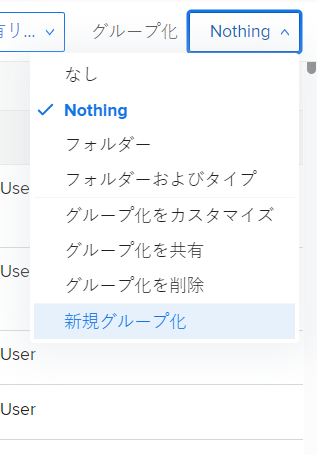 有リ... グループ化 Nothing
なし
Nothing
フォルダー
フォルダーおよびタイプ
User
グループ化をカスタマイズ
グループ化を共有
User
グループ化を削除
新規グループ化
User
User